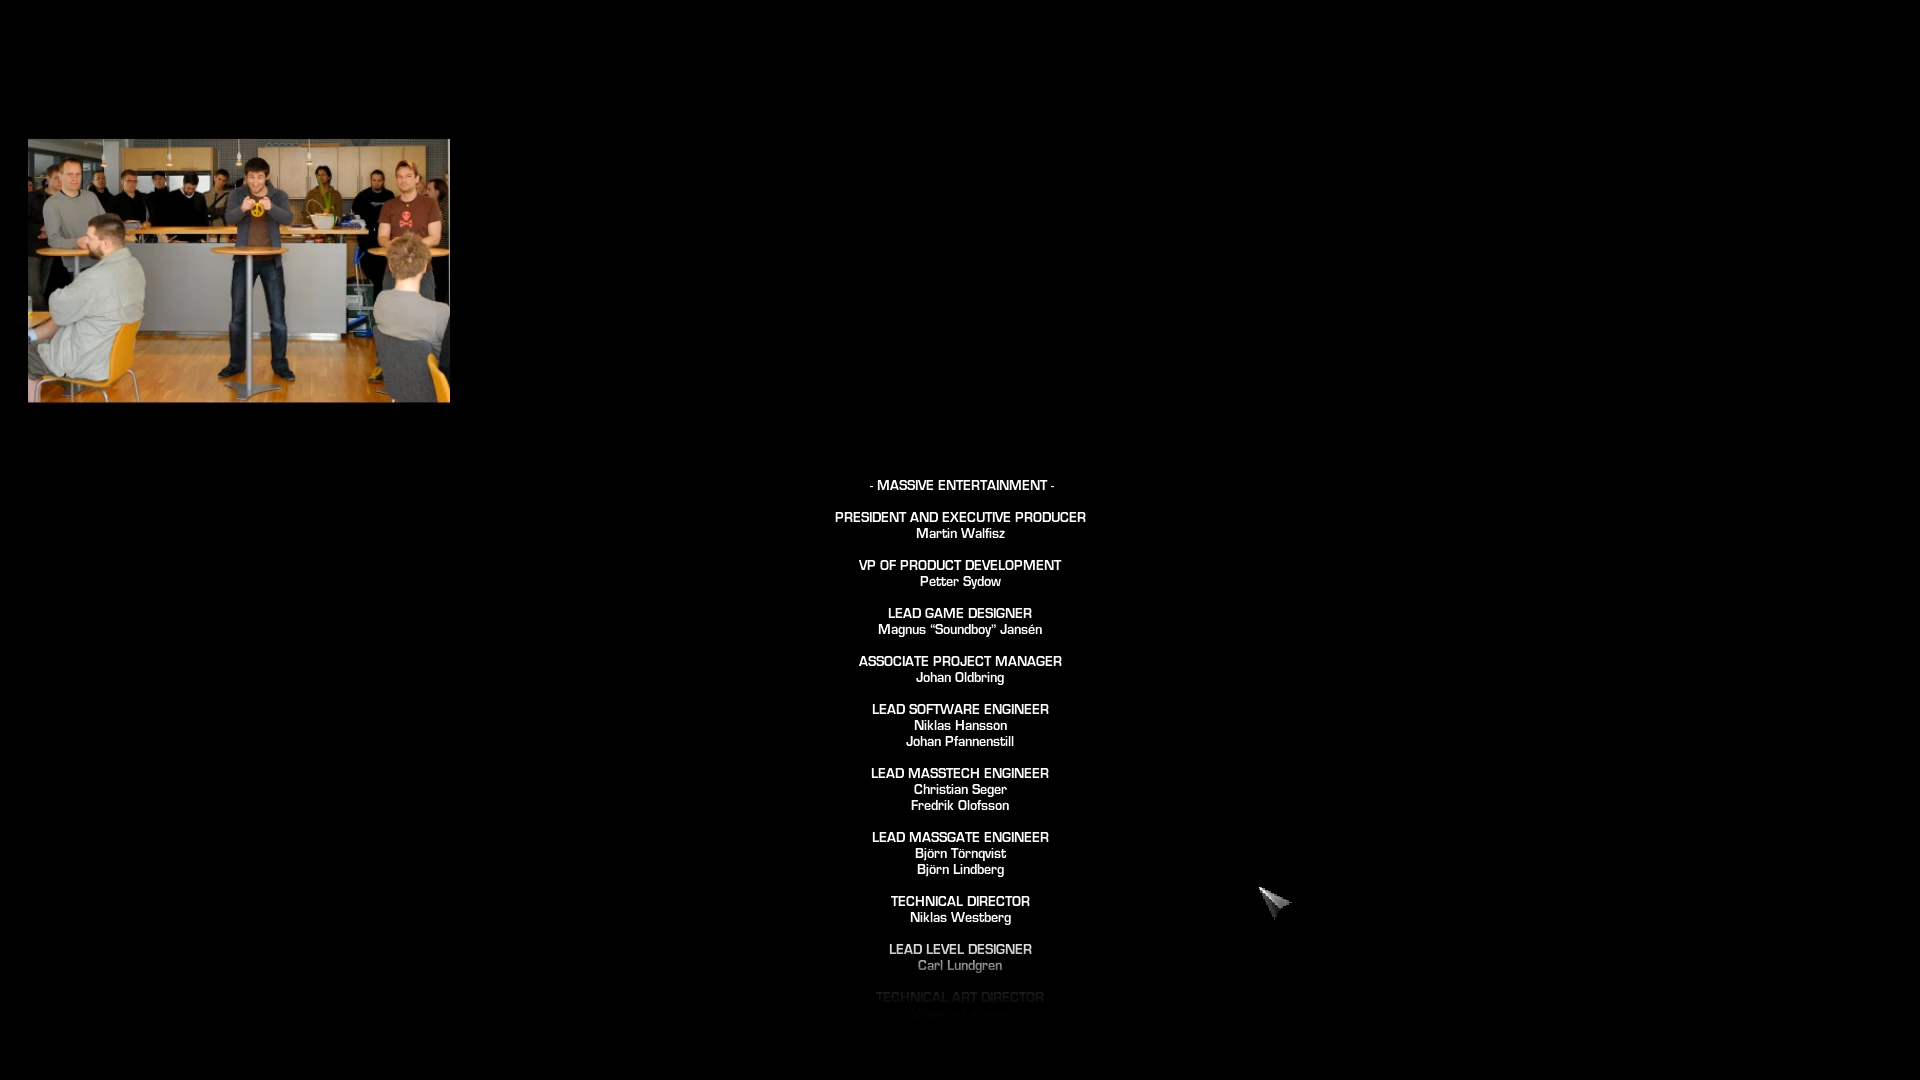 - MASSIVE ENTERTAINMENT -
PRESIDENT AND EXECUTIVE PRODUCER
Martin Walfisz
VP OF PRODUCT DEVELOPMENT
Petter Sydow
LEAD GAME DESIGNER
Magnus “Soundboy” Jansén
ASSOCIATE PROJECT MANAGER
Johan Oldbring
LEAD SOFTWARE ENGINEER
Niklas Hansson
Johan Pfannenstill
LEAD MASSTECH ENGINEER
Christian Seger
Fredrik Olofsson
LEAD MASSGATE ENGINEER
Björn Törnqvist
Björn Lindberg
TECHNICAL DIRECTOR
Niklas Westberg
LEAD LEVEL DESIGNER
Carl Lundgren
TECHNICAL ART DIRECTOR